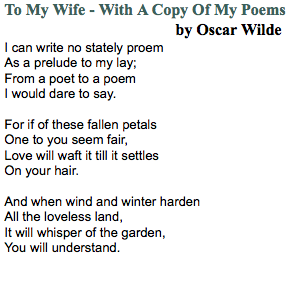 To My Wife - With A Copy Of My Poems
by Oscar Wilde
I can write no stately proem
As a prelude to my lay;
From a poet to a poem
I would dare to say.

For if of these fallen petals
One to you seem fair,
Love will waft it till it settles
On your hair.

And when wind and winter harden
All the loveless land,
It will whisper of the garden,
You will understand.